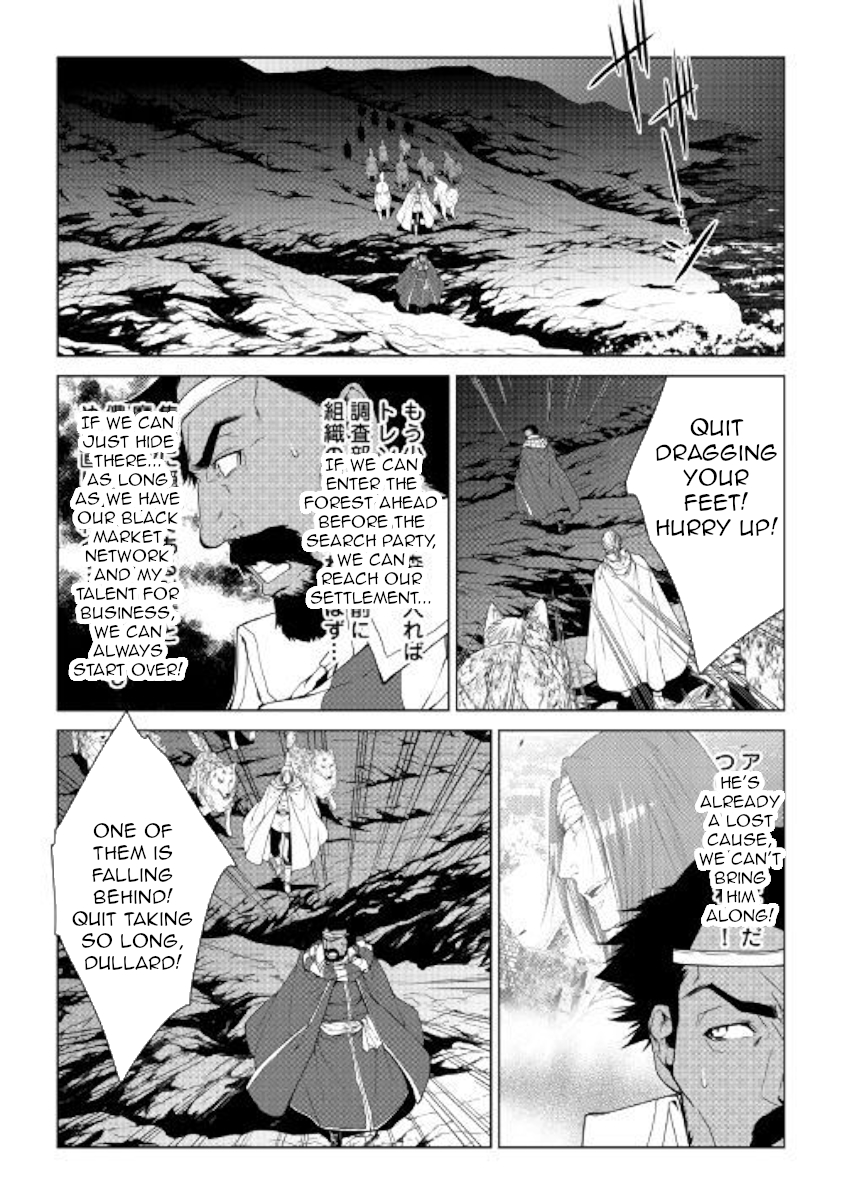 QUIT
DRAGGING
YOUR
FEET!
HURRY UP!
IF WE CAN
ENTER THE
FOREST AHEAD
BEFORE THE
SEARCH PARTY,
WE CAN
REACH OUR
SETTLEMENT...
IF WE CAN
JUST HIDE
THERE...
AS LONG
AS WE HAVE
OUR BLACK
MARKET
NETWORK
AND MY
TALENT FOR
BUSINESS,
WE CAN
ALWAYS
START OVER!
HE'S
ALREADY
A LOST
CAUSE,
WE CAN'T
BRING
HIM
ALONG!
ONE OF
THEM IS
FALLING
BEHIND!
QUIT TAKING
SO LONG,
DULLARD!